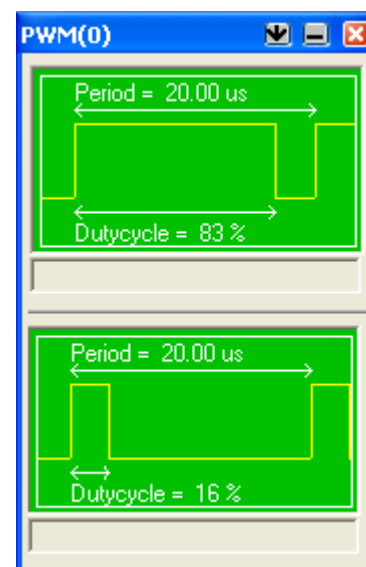 PWM(0)
Period = 20.00 us
Dutycycle = 83 %
Period = 20.00 us
Dutycycle = 16 %